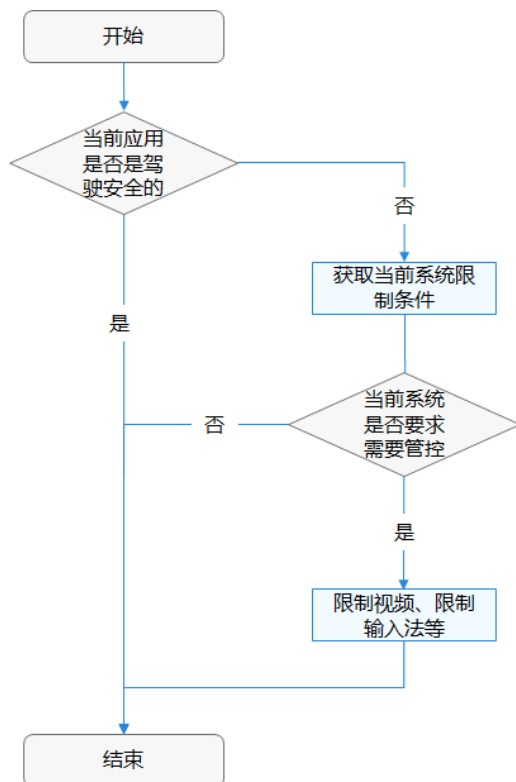 开始
当前应用
是否是驾
驶安全的
否
获取当前系统限
制条件
是
当前系统
是否要求
需要管控
否
是
限制视频、限制
输入法等
结束